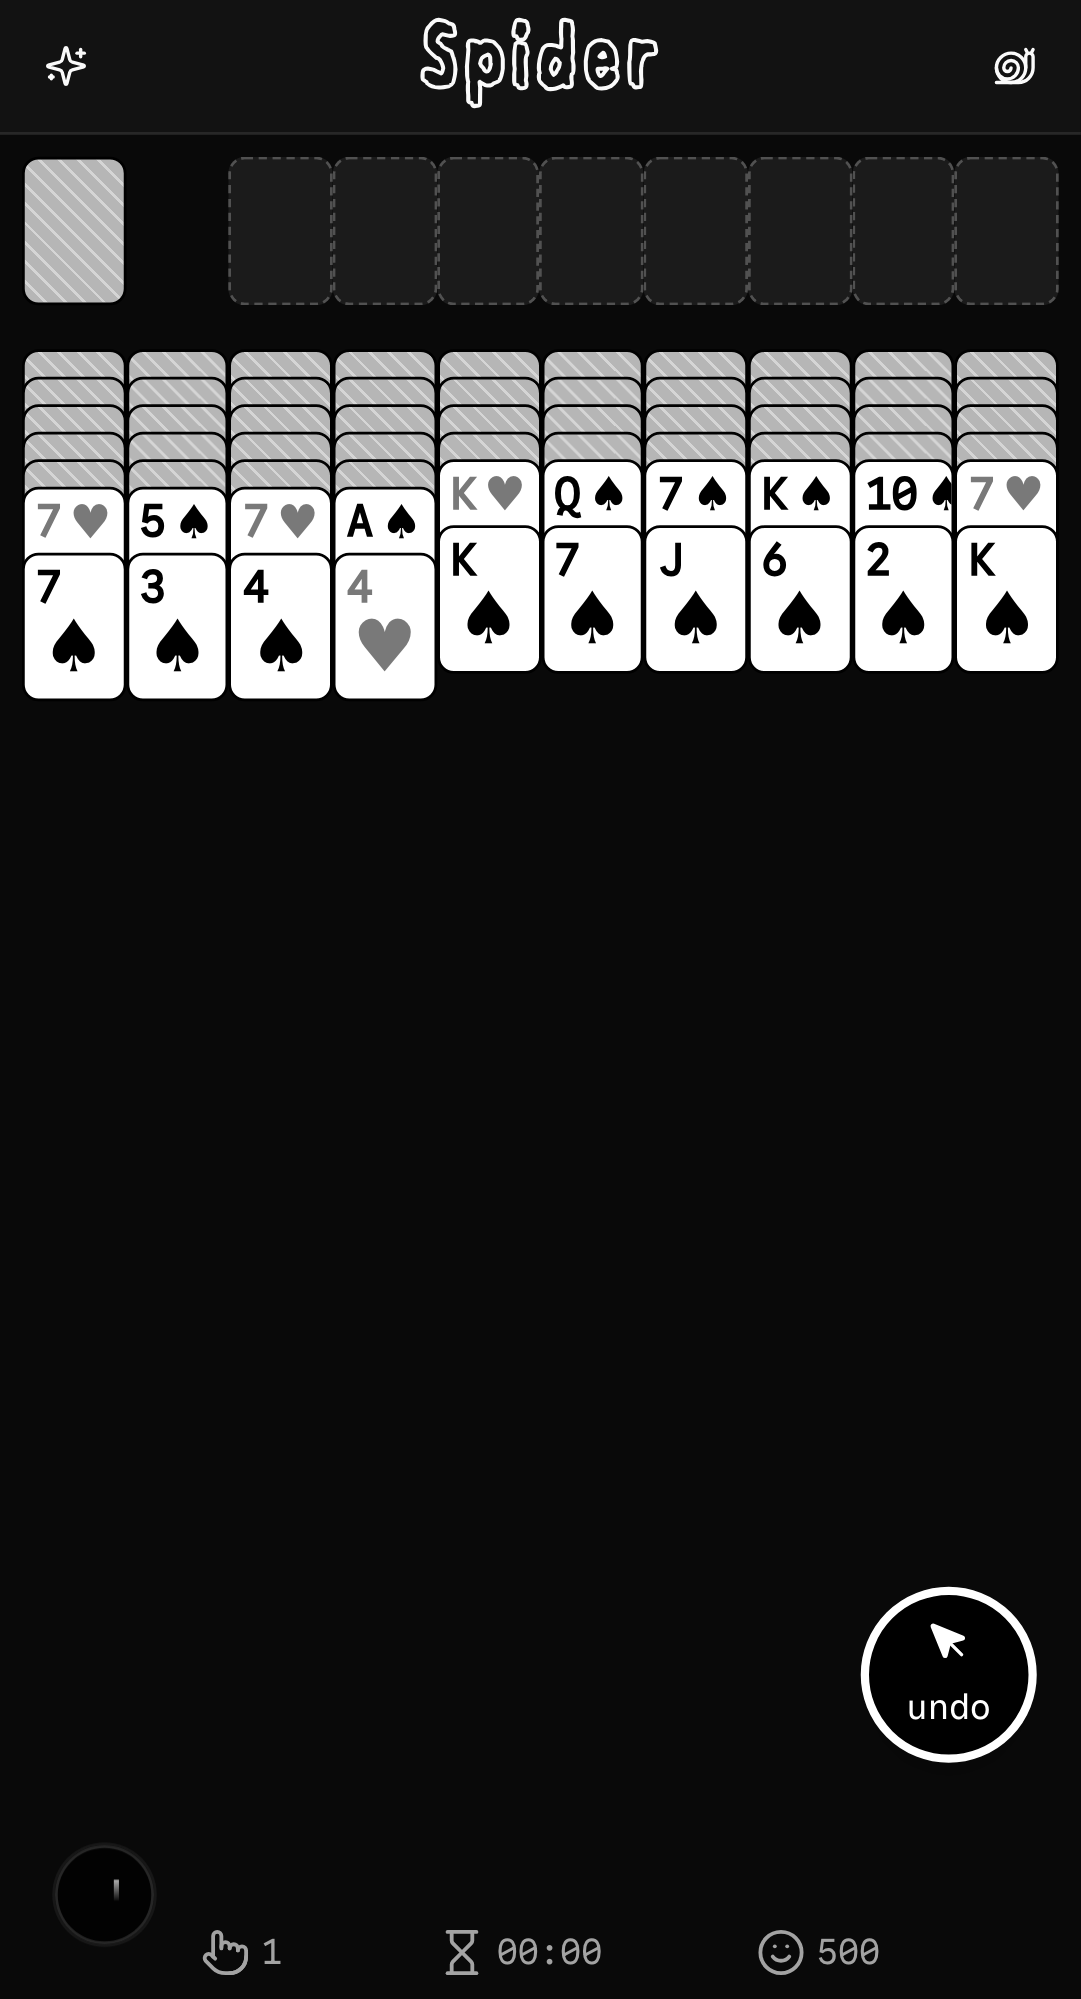 Spider
K♥ Q♠ 7♠ K♠ 10♠ 7♥
7♥ 5♠ 7♥ A♠
K♠ 7♠ J♠ 6♠ 2♠ K♠
7♠ 3♠ 4♠ 4♥
undo
1 00:00 500